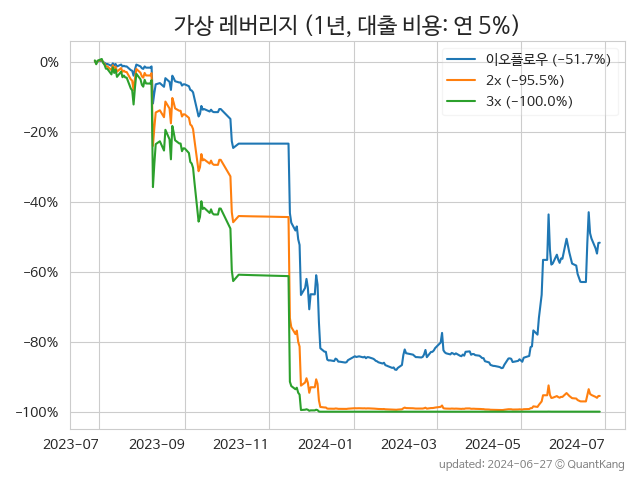 가상 레버리지 (1년, 대출 비용: 연 5%)
이오플로우 (−51.7%)
2x (−95.5%)
3x (−100.0%)
0%
−20%
−40%
−60%
−80%
−100%
2023-07 2023-09 2023-11 2024-01 2024-03 2024-05 2024-07
updated: 2024-06-27 © QuantKang